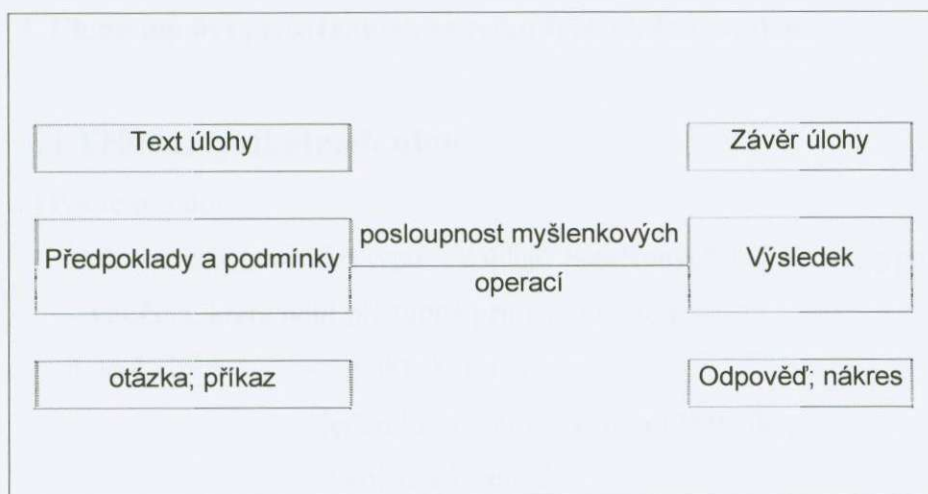 Text úlohy
Závěr úlohy
Předpoklady a podmínky
posloupnost myšlenkových
operací
Výsledek
otázka; příkaz
Odpověď; nákres